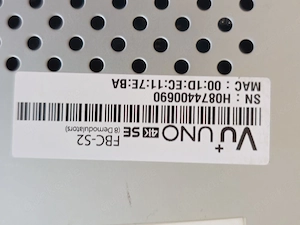 Vu+ UNO 4K SE
FBC-S2
(8 Demodulators)
SN : H0874400690
MAC : 00:1D:EC:11:7E:BA